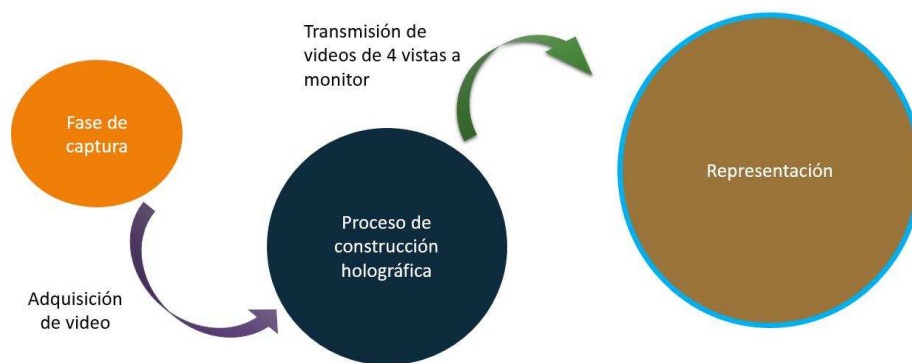 Fase de
captura
Adquisición
de video
Proceso de
construcción
holográfica
Transmisión de
videos de 4 vistas a
monitor
Representación